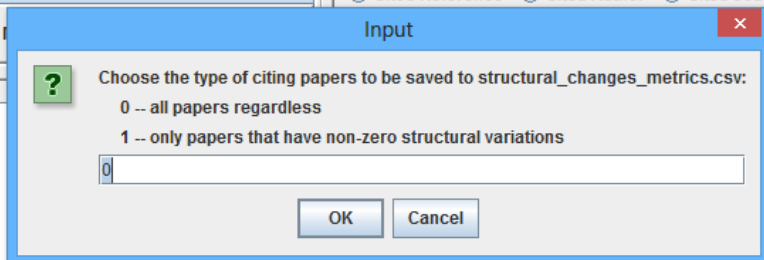 Input
Choose the type of citing papers to be saved to structural_changes_metrics.csv:
0 -- all papers regardless
1 -- only papers that have non-zero structural variations
0
OK
Cancel